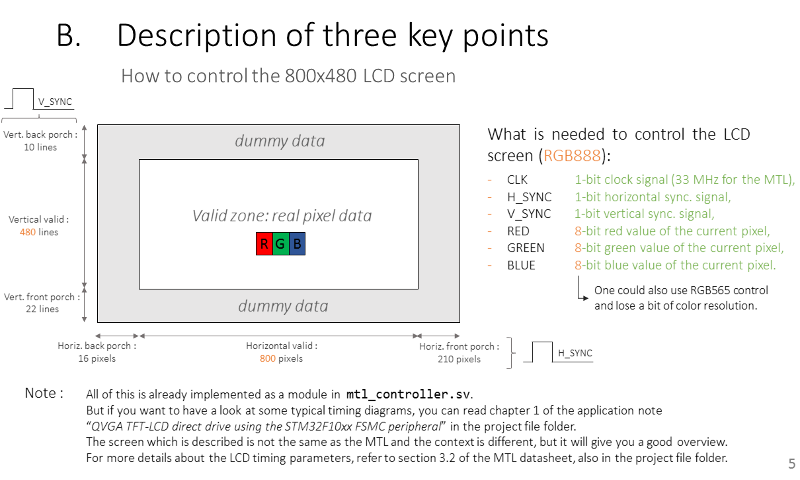 B. Description of three key points
How to control the 800x480 LCD screen
V_SYNC
Vert. back porch :
10 lines
Vertical valid :
480 lines
Vert. front porch :
22 lines
dummy data
Valid zone: real pixel data
R G B
dummy data
Horiz. back porch :
16 pixels
Horizontal valid :
800 pixels
Horiz. front porch :
210 pixels
H_SYNC
What is needed to control the LCD
screen (RGB888):
- CLK 1-bit clock signal (33 MHz for the MTL),
- H_SYNC 1-bit horizontal sync. signal,
- V_SYNC 1-bit vertical sync. signal,
- RED 8-bit red value of the current pixel,
- GREEN 8-bit green value of the current pixel,
- BLUE 8-bit blue value of the current pixel.
One could also use RGB565 control
and lose a bit of color resolution.
Note : All of this is already implemented as a module in mtl_controller.sv.
But if you want to have a look at some typical timing diagrams, you can read chapter 1 of the application note
“QVGA TFT-LCD direct drive using the STM32F10xx FSMC peripheral” in the project file folder.
The screen which is described is not the same as the MTL and the context is different, but it will give you a good overview.
For more details about the LCD timing parameters, refer to section 3.2 of the MTL datasheet, also in the project file folder.
5